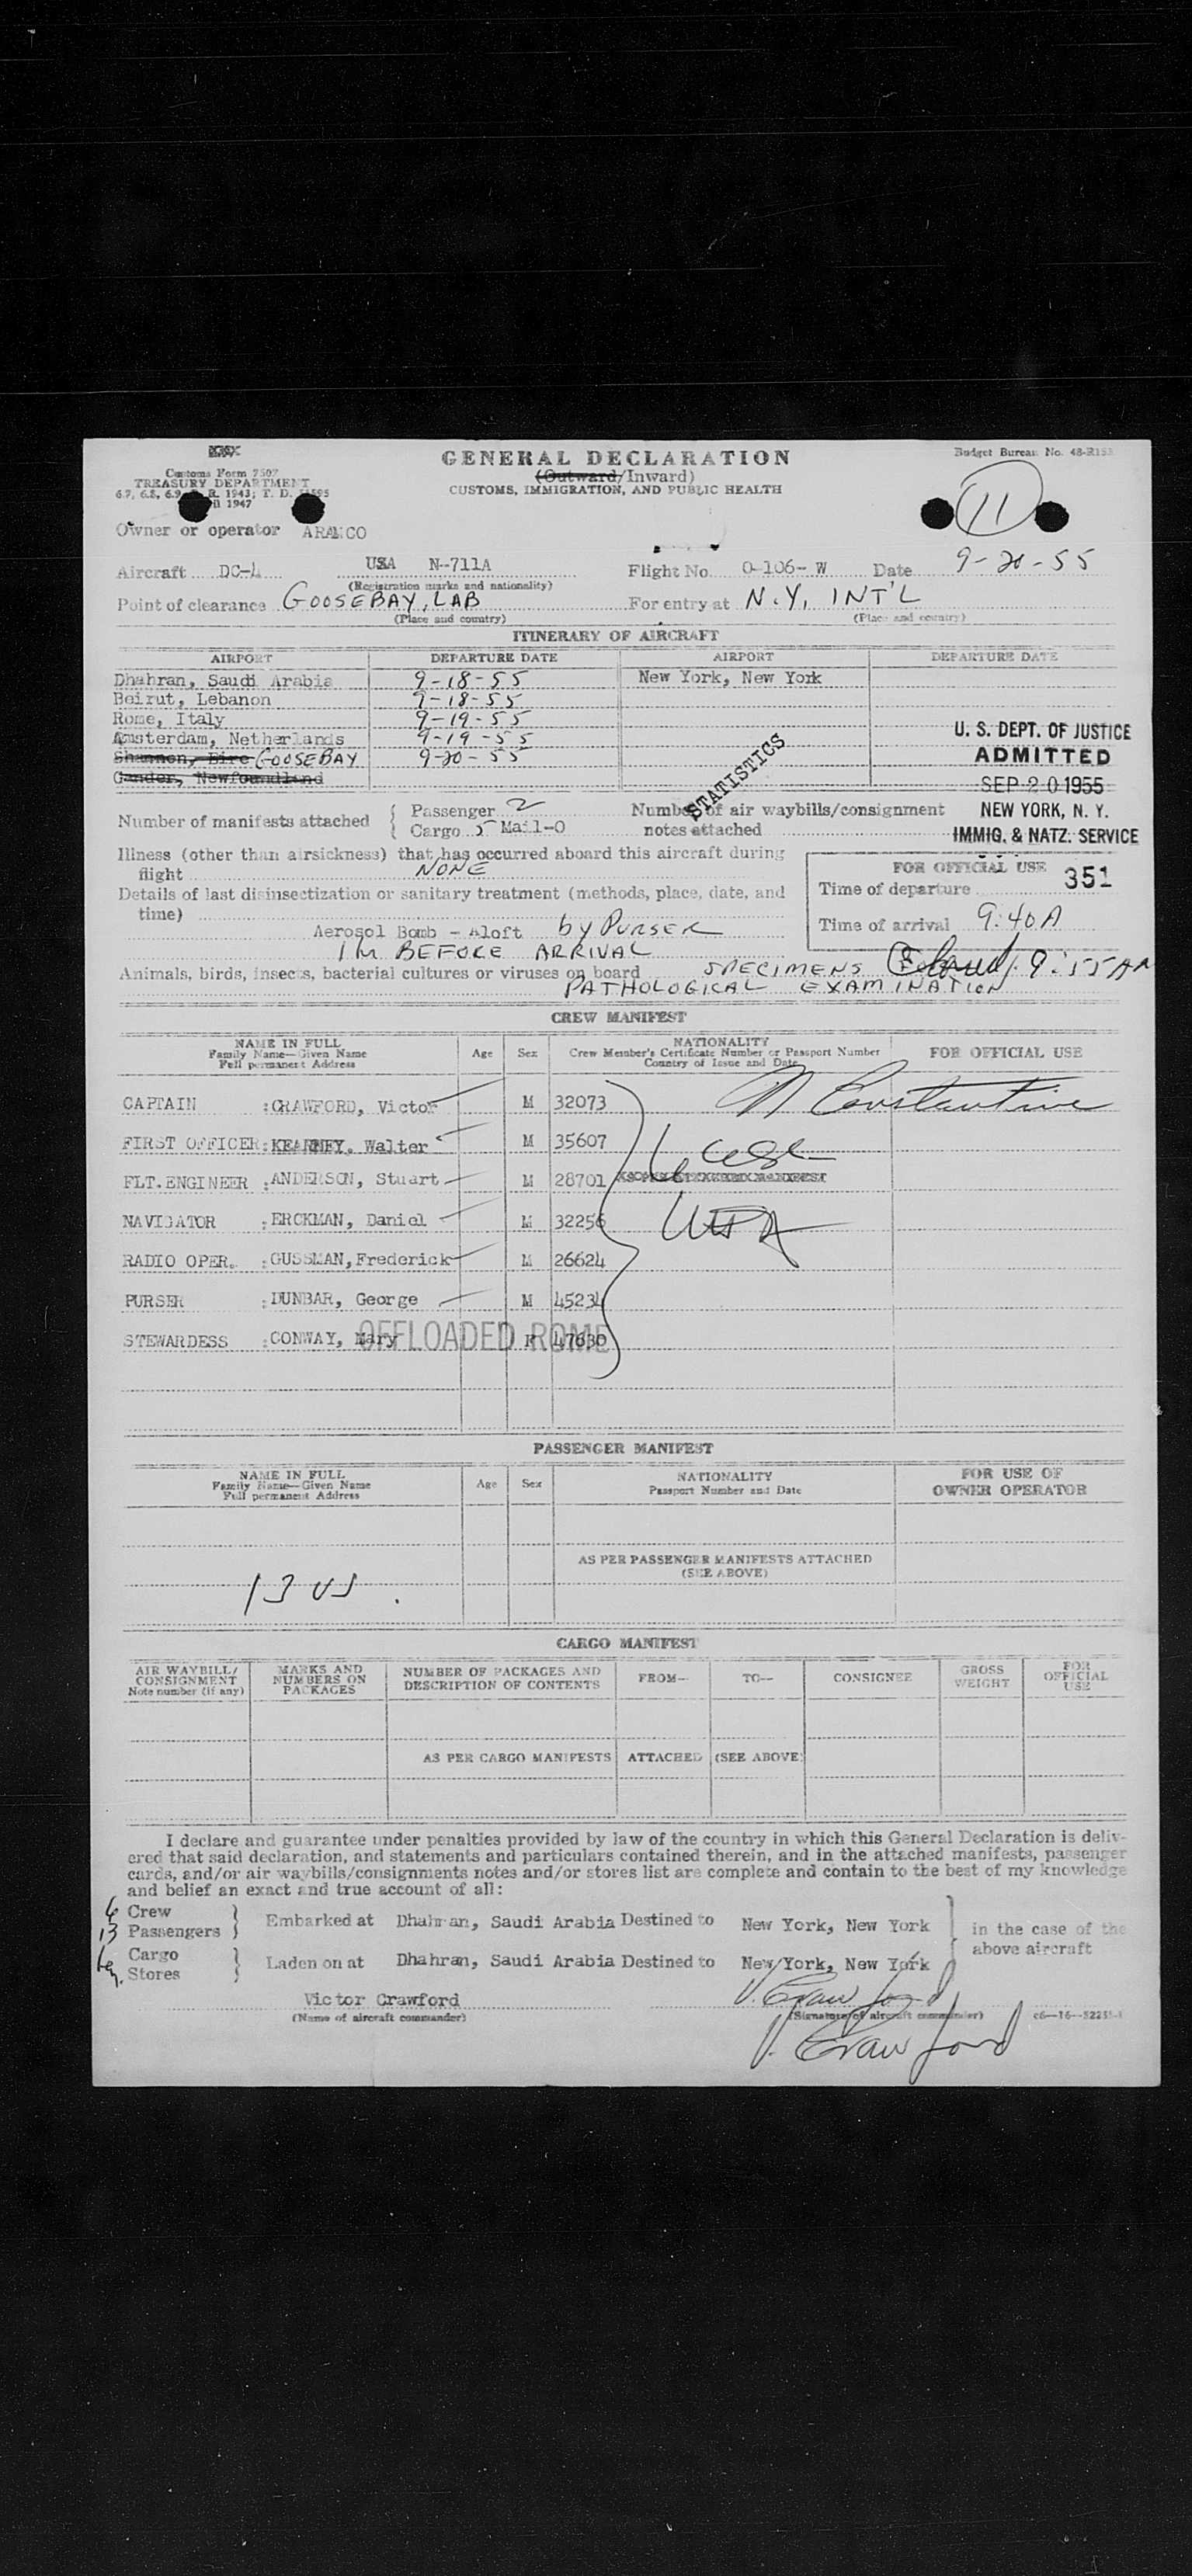 GENERAL DECLARATION
(Outward/Inward)
CUSTOMS, IMMIGRATION, AND PUBLIC HEALTH
Budget Bureau No. 48-R153
Customs Form 7507
TREASURY DEPARTMENT
1947
11
Owner or operator ARAMCO
Aircraft DC-4 USA N-711A Flight No. O-106-W Date 9-20-55
(Registration marks and nationality)
Point of clearance GOOSEBAY, LAB For entry at N.Y. INT'L
(Place and country) (Place and country)
ITINERARY OF AIRCRAFT
AIRPORT DEPARTURE DATE AIRPORT DEPARTURE DATE
Dhahran, Saudi Arabia 9-18-55 New York, New York
Beirut, Lebanon 9-18-55
Rome, Italy 9-19-55
Amsterdam, Netherlands 9-19-55
Shannon, Eire GOOSEBAY 9-20-55
Gander, Newfoundland
STATISTICS
U. S. DEPT. OF JUSTICE
ADMITTED
SEP 20 1955
NEW YORK, N. Y.
IMMIG. & NATZ. SERVICE
Number of manifests attached { Passenger 2 Number of air waybills/consignment
Cargo 5 Mail-0 notes attached
Illness (other than airsickness) that has occurred aboard this aircraft during
flight NONE
FOR OFFICIAL USE 351
Time of departure
Time of arrival 9:40A
Details of last disinsectization or sanitary treatment (methods, place, date, and
time)
Aerosol Bomb - Aloft by PURSER
BEFORE ARRIVAL
Animals, birds, insects, bacterial cultures or viruses on board SPECIMENS 9:55AM
PATHOLOGICAL EXAMINATION
CREW MANIFEST
NAME IN FULL
Family Name—Given Name
Full permanent Address
Age Sex
NATIONALITY
Crew Member's Certificate Number or Passport Number
Country of Issue and Date
FOR OFFICIAL USE
CAPTAIN :CRAWFORD, Victor M 32073
FIRST OFFICER:KEARNEY, Walter M 35607
FLT.ENGINEER :ANDERSON, Stuart M 28701
NAVIGATOR :ERCKMAN, Daniel M 32256
RADIO OPER. :GUSSMAN, Frederick M 26624
PURSER :DUNBAR, George M 45234
STEWARDESS :CONWAY, Mary F 47630
OFFLOADED ROME
PASSENGER MANIFEST
NAME IN FULL
Family Name—Given Name
Full permanent Address
Age Sex
NATIONALITY
Passport Number and Date
FOR USE OF
OWNER OPERATOR
AS PER PASSENGER MANIFESTS ATTACHED
(SEE ABOVE)
13 US
CARGO MANIFEST
AIR WAYBILL/
CONSIGNMENT
Note number (if any)
MARKS AND
NUMBERS ON
PACKAGES
NUMBER OF PACKAGES AND
DESCRIPTION OF CONTENTS
FROM— TO— CONSIGNEE
GROSS
WEIGHT
FOR
OFFICIAL
USE
AS PER CARGO MANIFESTS ATTACHED (SEE ABOVE)
I declare and guarantee under penalties provided by law of the country in which this General Declaration is deliv-
ered that said declaration, and statements and particulars contained therein, and in the attached manifests, passenger
cards, and/or air waybills/consignments notes and/or stores list are complete and contain to the best of my knowledge
and belief an exact and true account of all:
6 Crew
13 Passengers } Embarked at Dhahran, Saudi Arabia Destined to New York, New York } in the case of the
Cargo above aircraft
Stores } Laden on at Dhahran, Saudi Arabia Destined to New York, New York
Victor Crawford V. Crawford
(Name of aircraft commander) (Signature of aircraft commander)
V. Crawford